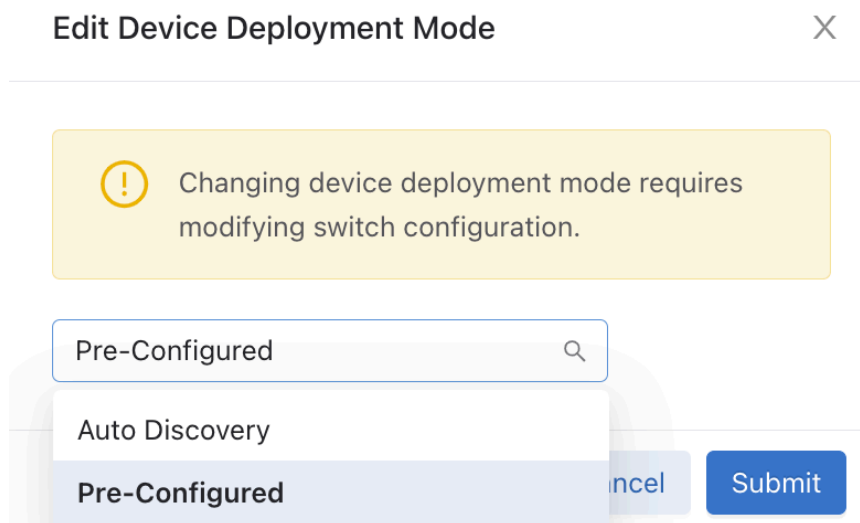 Edit Device Deployment Mode X
Changing device deployment mode requires
modifying switch configuration.
Pre-Configured
Auto Discovery
Pre-Configured
ncel Submit